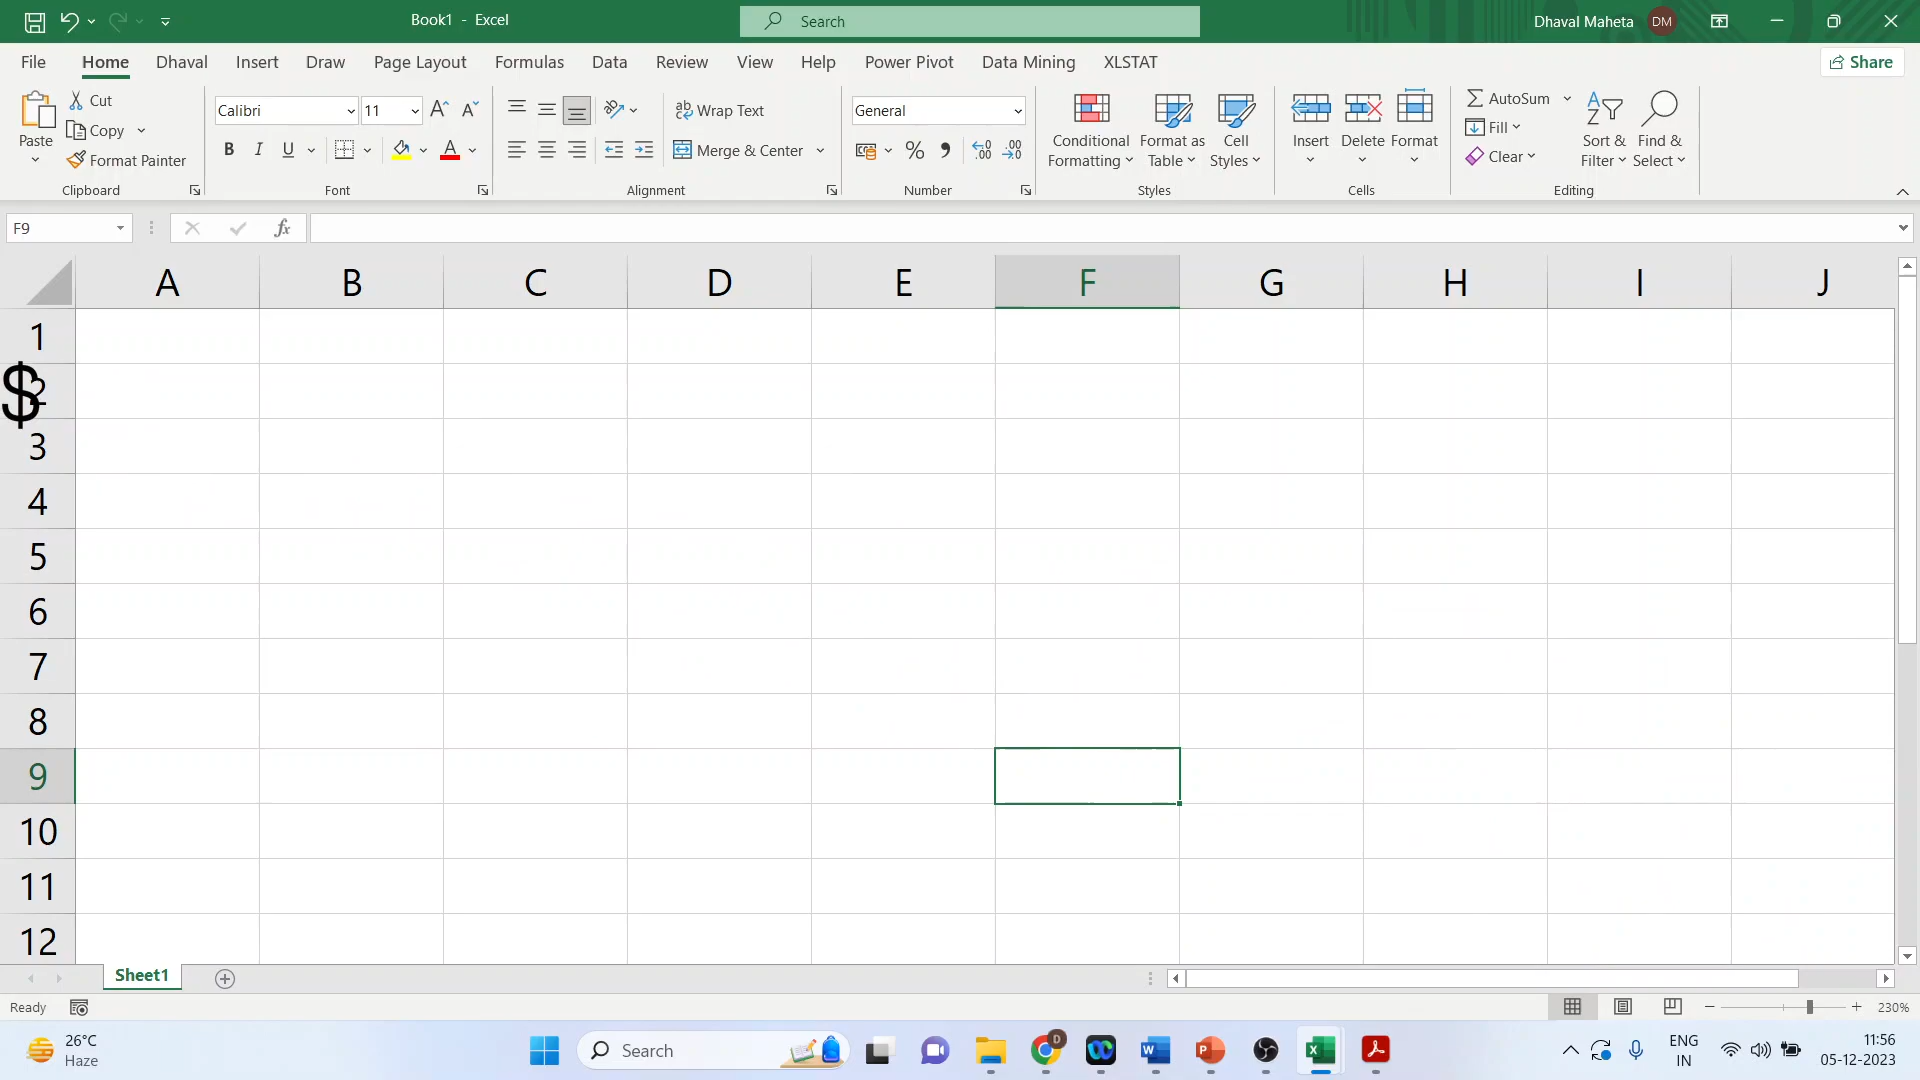 Book1 - Excel
Search
Dhaval Maheta
DM
File
Home
Dhaval
Insert
Draw
Page Layout
Formulas
Data
Review
View
Help
Power Pivot
Data Mining
XLSTAT
Share
Paste
Cut
Copy
Format Painter
Clipboard
Calibri
11
B I U
Font
Wrap Text
Merge & Center
Alignment
General
Number
Conditional
Formatting
Format as
Table
Cell
Styles
Styles
Insert
Delete
Format
Cells
AutoSum
Fill
Clear
Sort &
Filter
Find &
Select
Editing
F9
fx
A B C D E F G H I J
1
$
2
3
4
5
6
7
8
9
10
11
12
Sheet1
Ready
230%
26°C
Haze
Search
ENG
IN
11:56
05-12-2023